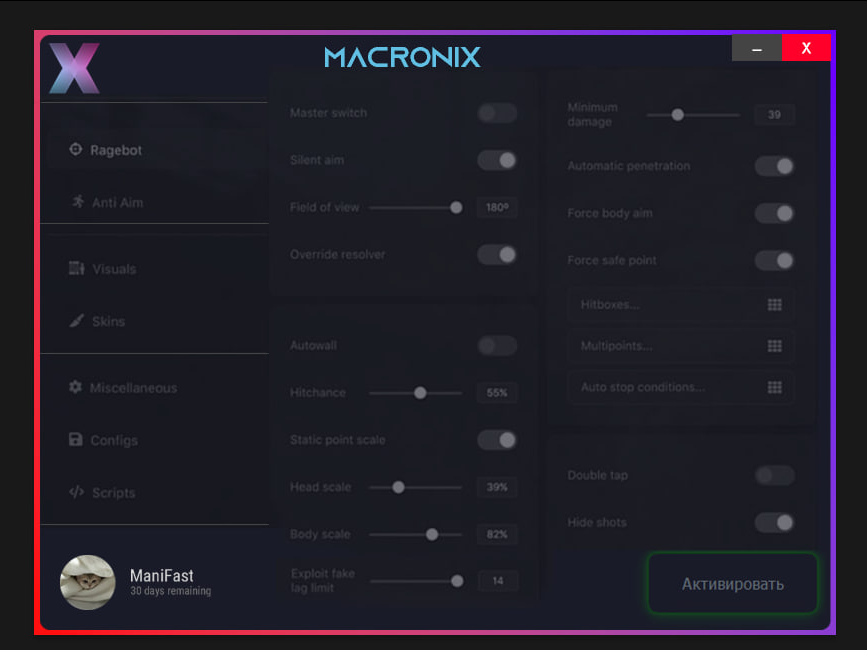 MACRONIX
–
X
Ragebot
Anti Aim
Visuals
Skins
Miscellaneous
Configs
Scripts
ManiFast
30 days remaining
Master switch
Silent aim
Field of view
180º
Override resolver
Autowall
Hitchance
55%
Static point scale
Head scale
39%
Body scale
82%
Exploit fake
lag limit
14
Minimum
damage
39
Automatic penetration
Force body aim
Force safe point
Hitboxes...
Multipoints...
Auto stop conditions...
Double tap
Hide shots
Активировать